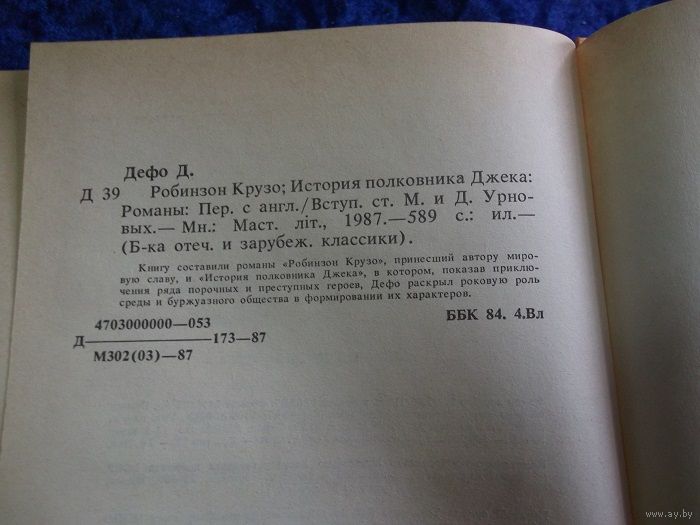 Дефо Д.
Д 39 Робинзон Крузо; История полковника Джека:
Романы: Пер. с англ./Вступ. ст. М. и Д. Урно-
вых.— Мн.: Маст. літ., 1987.—589 с.: ил.—
(Б-ка отеч. и зарубеж. классики).
Книгу составили романы «Робинзон Крузо», принесший автору миро-
вую славу, и «История полковника Джека», в котором, показав приклю-
чения ряда порочных и преступных героев, Дефо раскрыл роковую роль
среды и буржуазного общества в формировании их характеров.
4703000000—053
Д————173—87
М302(03)—87
ББК 84. 4.Вл
www.ay.by